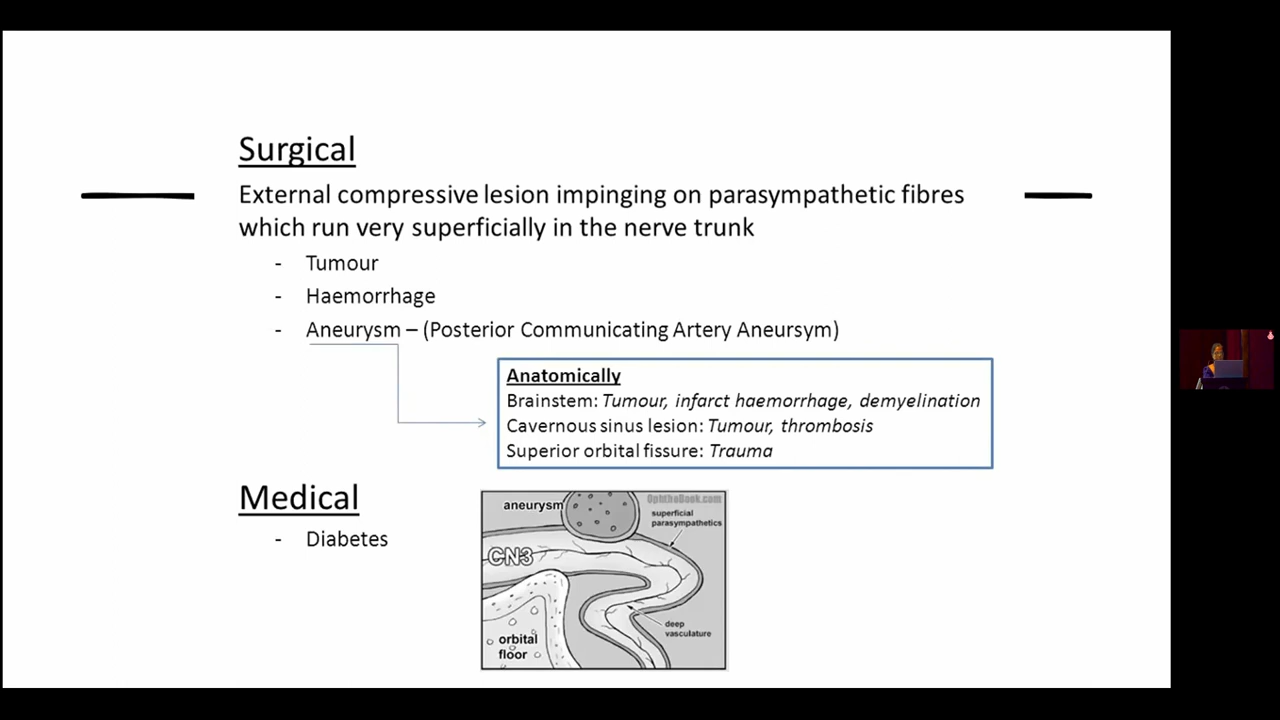 Surgical
External compressive lesion impinging on parasympathetic fibres
which run very superficially in the nerve trunk
- Tumour
- Haemorrhage
- Aneurysm – (Posterior Communicating Artery Aneursym)
Anatomically
Brainstem: Tumour, infarct haemorrhage, demyelination
Cavernous sinus lesion: Tumour, thrombosis
Superior orbital fissure: Trauma
Medical
- Diabetes
OphthoBook.com
aneurysm
superficial
parasympathetics
CN3
deep
vasculature
orbital
floor